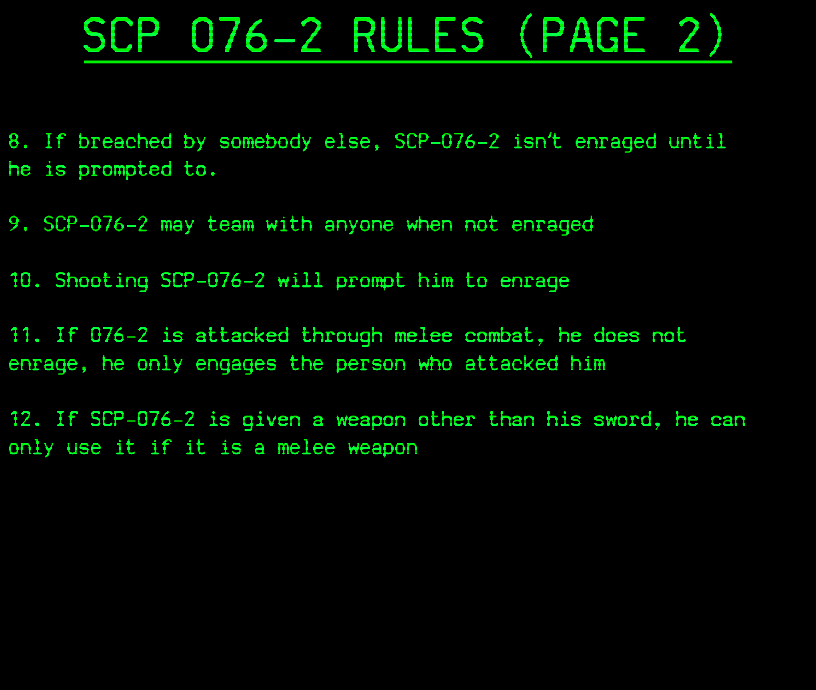 SCP 076-2 RULES (PAGE 2)
8. If breached by somebody else, SCP-076-2 isn't enraged until
he is prompted to.
9. SCP-076-2 may team with anyone when not enraged
10. Shooting SCP-076-2 will prompt him to enrage
11. If 076-2 is attacked through melee combat, he does not
enrage, he only engages the person who attacked him
12. If SCP-076-2 is given a weapon other than his sword, he can
only use it if it is a melee weapon